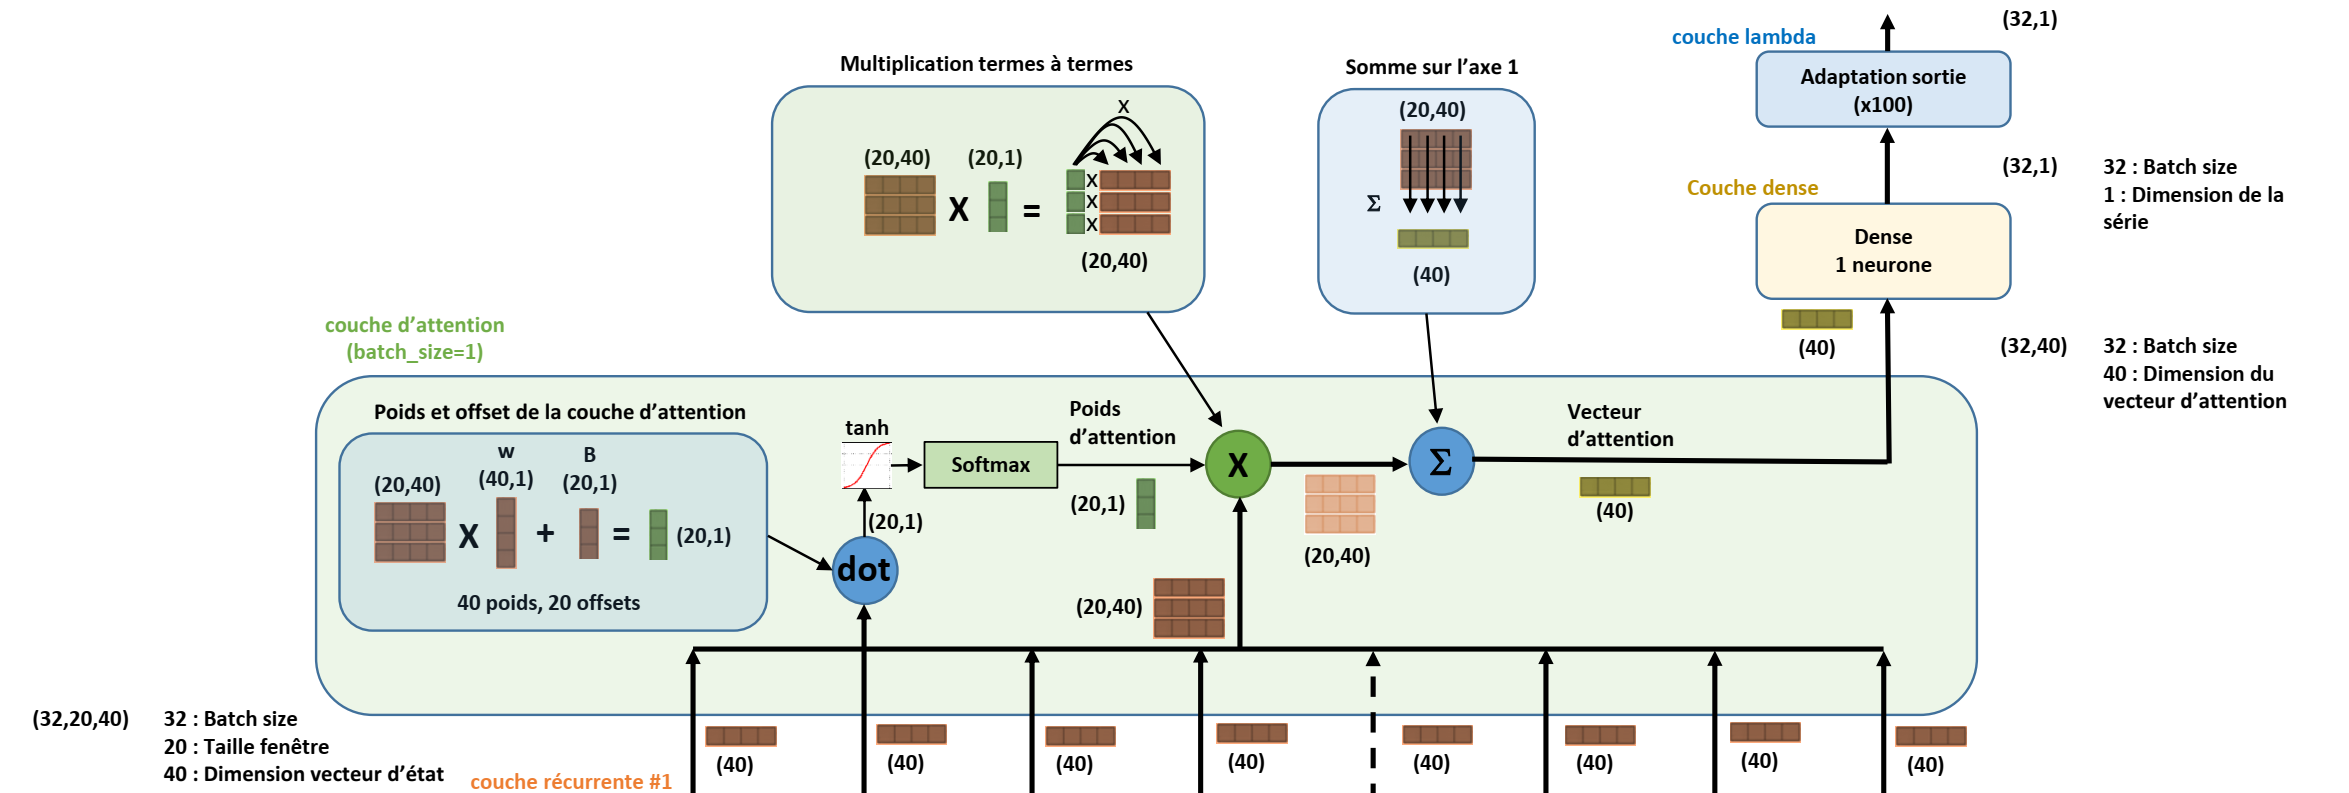 (32,1)
couche lambda
Adaptation sortie
(x100)
Multiplication termes à termes
X
(20,40)
(20,1)
X
=
X
X
X
(20,40)
Somme sur l’axe 1
(20,40)
Σ
(40)
(32,1)
32 : Batch size
1 : Dimension de la
série
Couche dense
Dense
1 neurone
(40)
(32,40)
32 : Batch size
40 : Dimension du
vecteur d’attention
couche d’attention
(batch_size=1)
Poids et offset de la couche d’attention
w
B
(20,40)
(40,1)
(20,1)
X
+
=
(20,1)
40 poids, 20 offsets
tanh
Softmax
(20,1)
dot
Poids
d’attention
(20,1)
X
(20,40)
(20,40)
Σ
Vecteur
d’attention
(40)
(32,20,40)
32 : Batch size
20 : Taille fenêtre
40 : Dimension vecteur d’état
couche récurrente #1
(40)
(40)
(40)
(40)
(40)
(40)
(40)
(40)